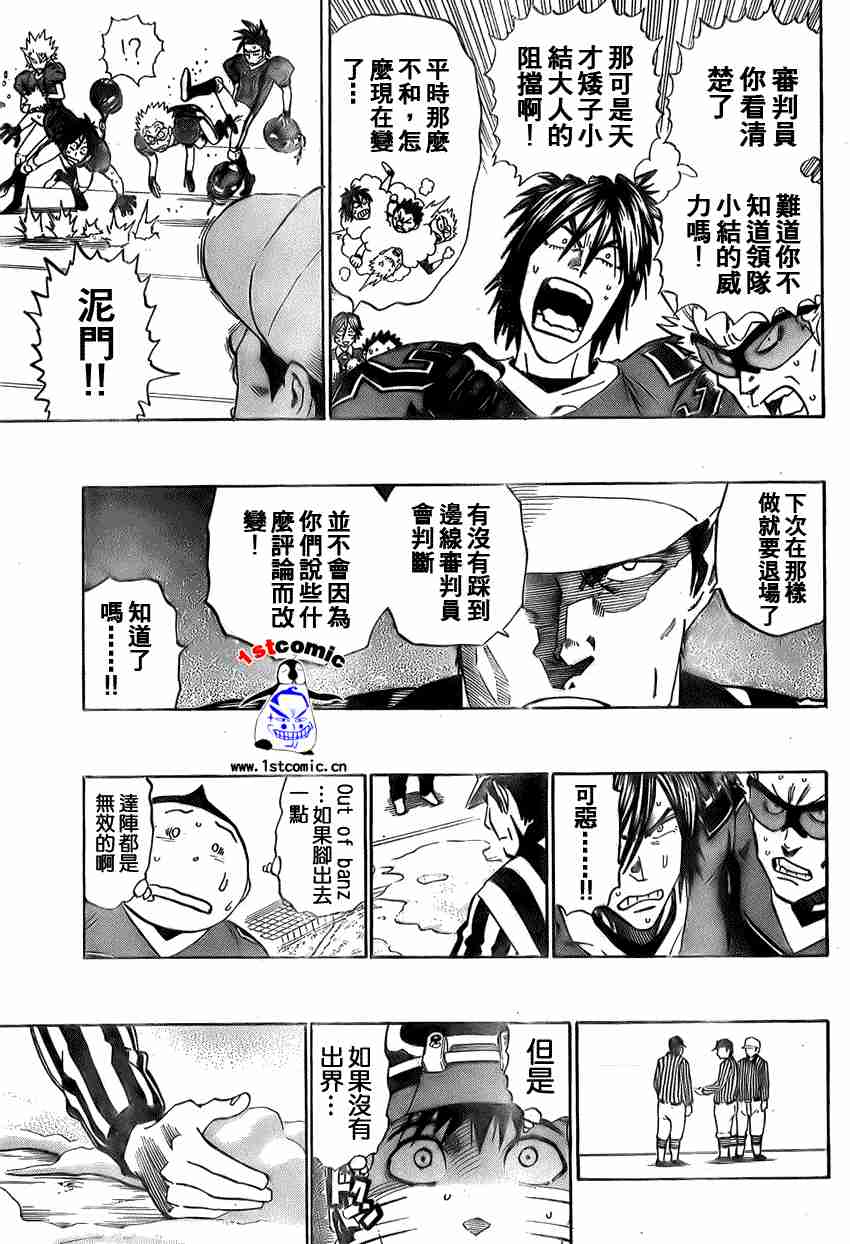 審判員
你看清
楚了
難道你不
知道領隊
小結的威
力嗎！
那可是天
才矮子小
結大人的
阻擋啊！
平時那麼
不和，怎
麼現在變
了…
!?
泥門!!
下次在那樣
做就要退場了
有沒有踩到
邊線審判員
會判斷
並不會因為
你們說些什
麼評論而改
變！
知道了
嗎……!!
1stcomic
www.1stcomic.cn
可惡……!!
Out of banz
…如果腳出去
一點
達陣都是
無效的啊
但是
如果沒有
出界…